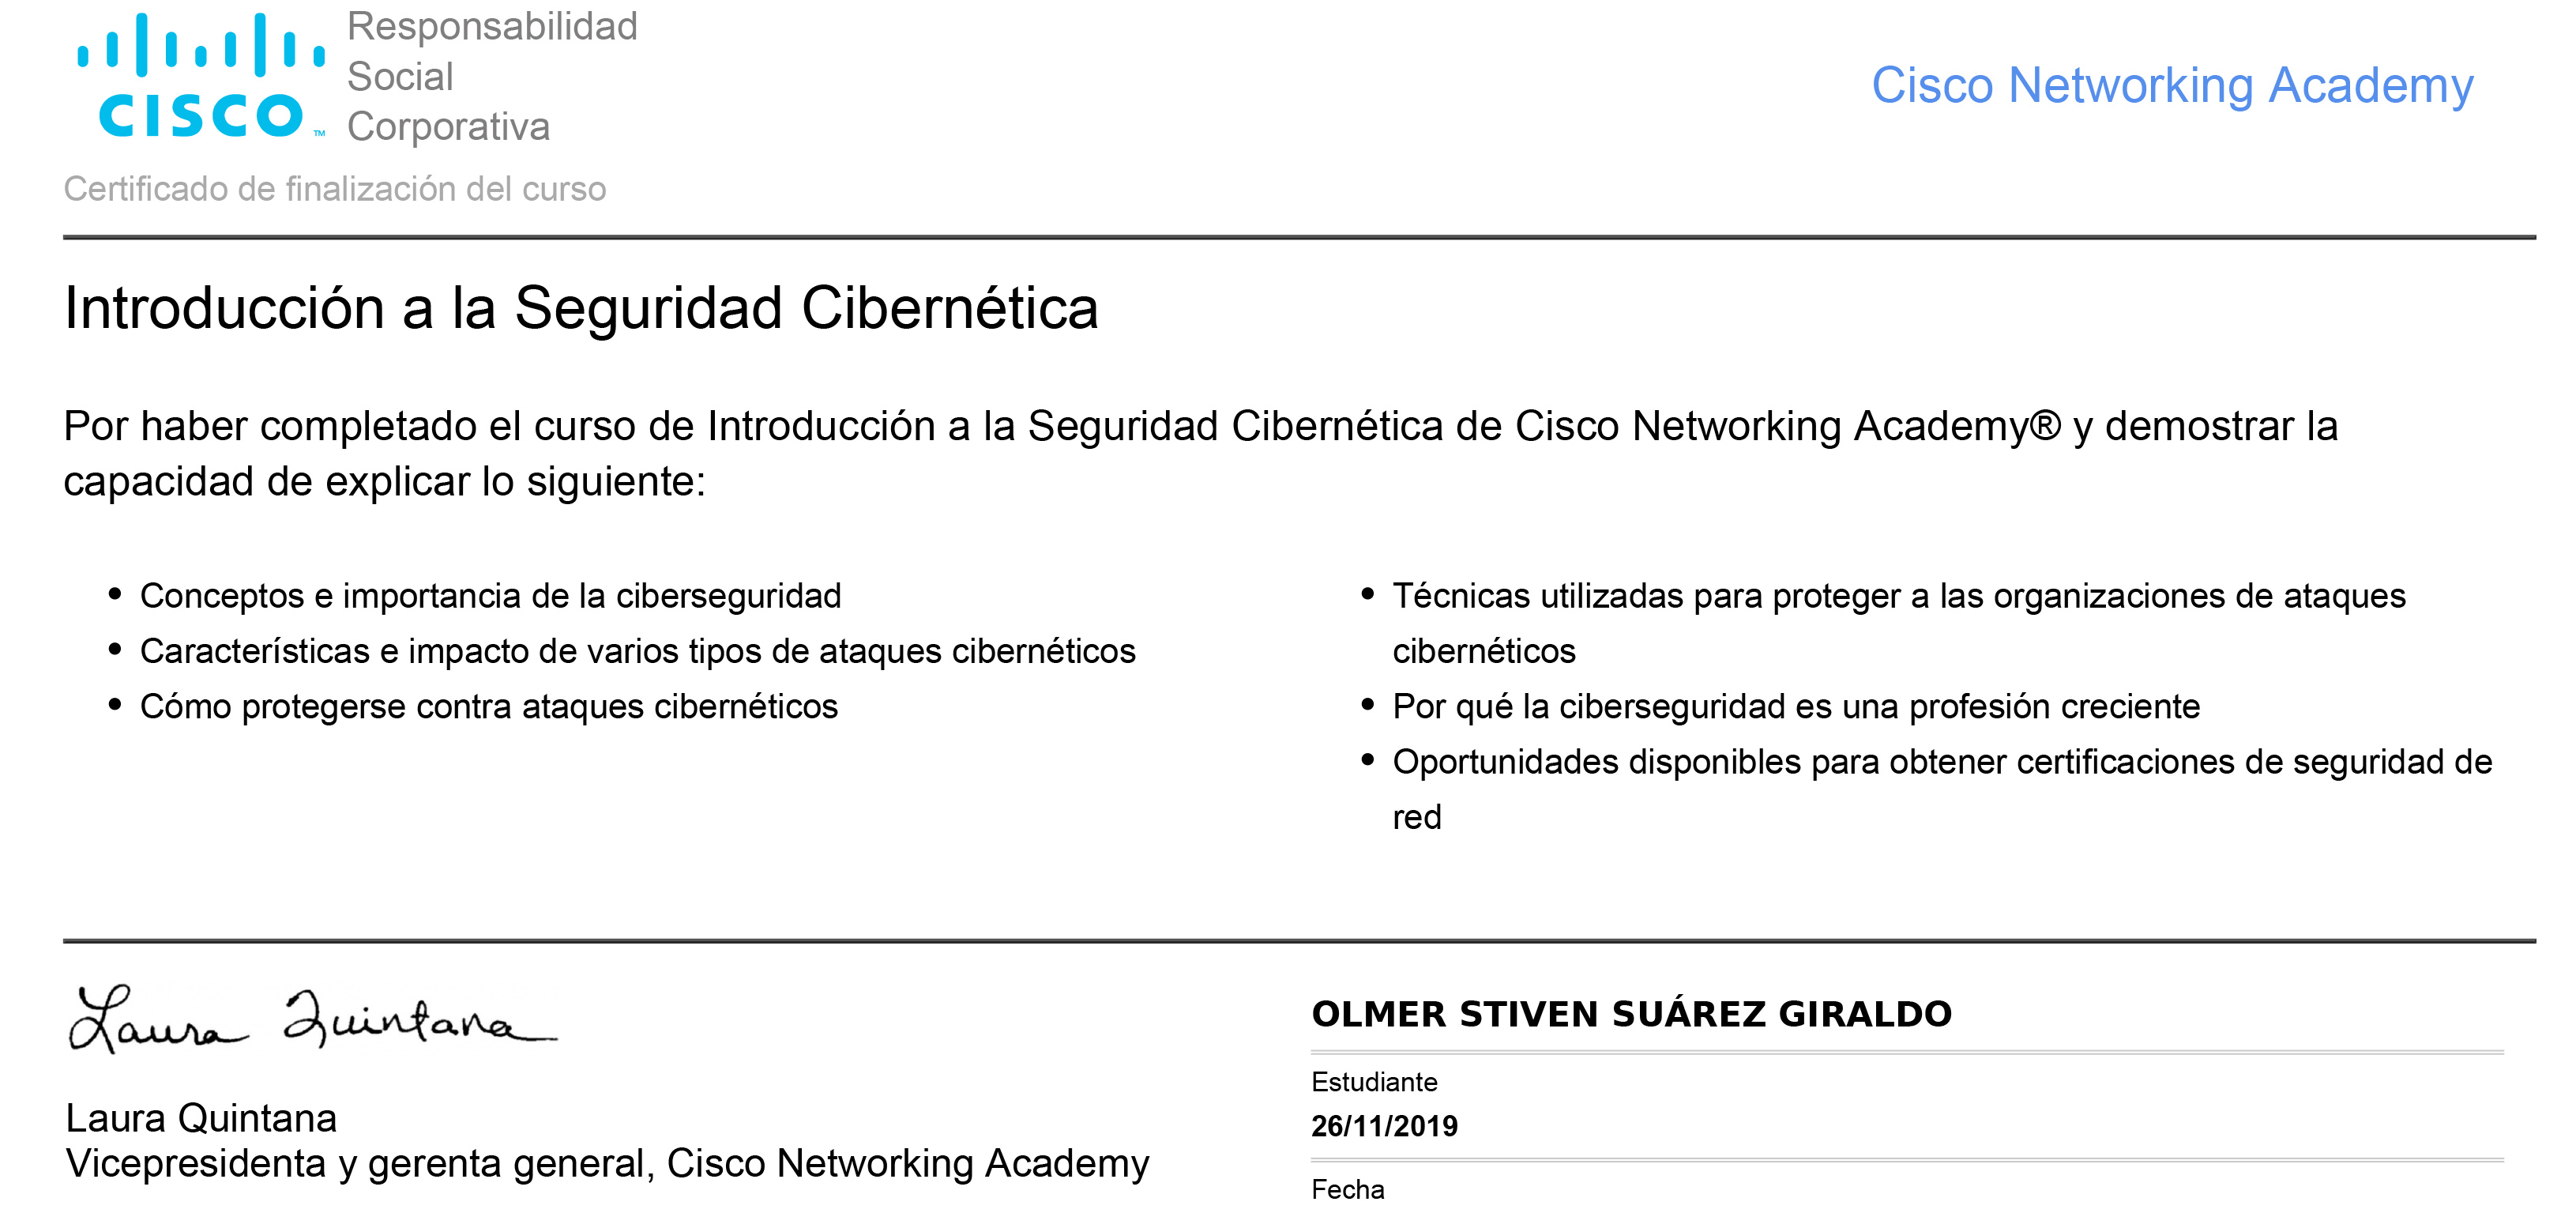 CISCO™
Responsabilidad
Social
Corporativa
Cisco Networking Academy
Certificado de finalización del curso
Introducción a la Seguridad Cibernética
Por haber completado el curso de Introducción a la Seguridad Cibernética de Cisco Networking Academy® y demostrar la
capacidad de explicar lo siguiente:
• Conceptos e importancia de la ciberseguridad
• Características e impacto de varios tipos de ataques cibernéticos
• Cómo protegerse contra ataques cibernéticos
• Técnicas utilizadas para proteger a las organizaciones de ataques
cibernéticos
• Por qué la ciberseguridad es una profesión creciente
• Oportunidades disponibles para obtener certificaciones de seguridad de
red
Laura Quintana
Laura Quintana
Vicepresidenta y gerenta general, Cisco Networking Academy
OLMER STIVEN SUÁREZ GIRALDO
Estudiante
26/11/2019
Fecha